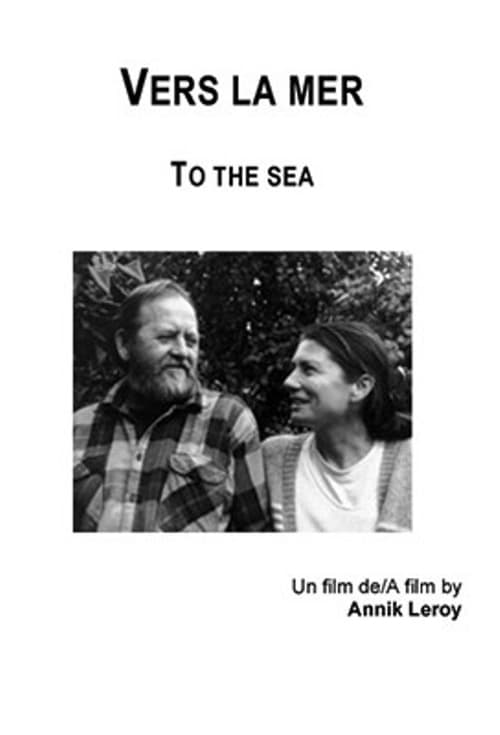 VERS LA MER
TO THE SEA
Un film de/A film by
Annik Leroy